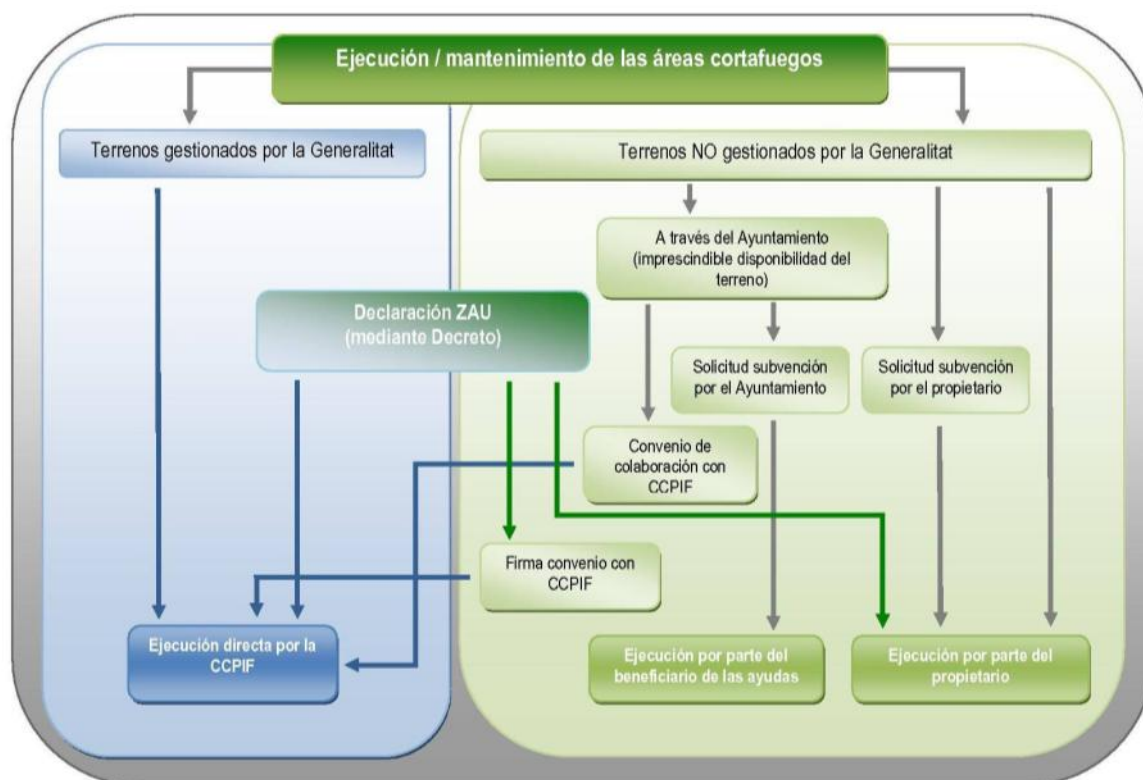 Ejecución / mantenimiento de las áreas cortafuegos
Terrenos gestionados por la Generalitat
Terrenos NO gestionados por la Generalitat
A través del Ayuntamiento
(imprescindible disponibilidad del
terreno)
Declaración ZAU
(mediante Decreto)
Solicitud subvención
por el Ayuntamiento
Solicitud subvención
por el propietario
Convenio de
colaboración con
CCPIF
Firma convenio con
CCPIF
Ejecución directa por la
CCPIF
Ejecución por parte del
beneficiario de las ayudas
Ejecución por parte del
propietario